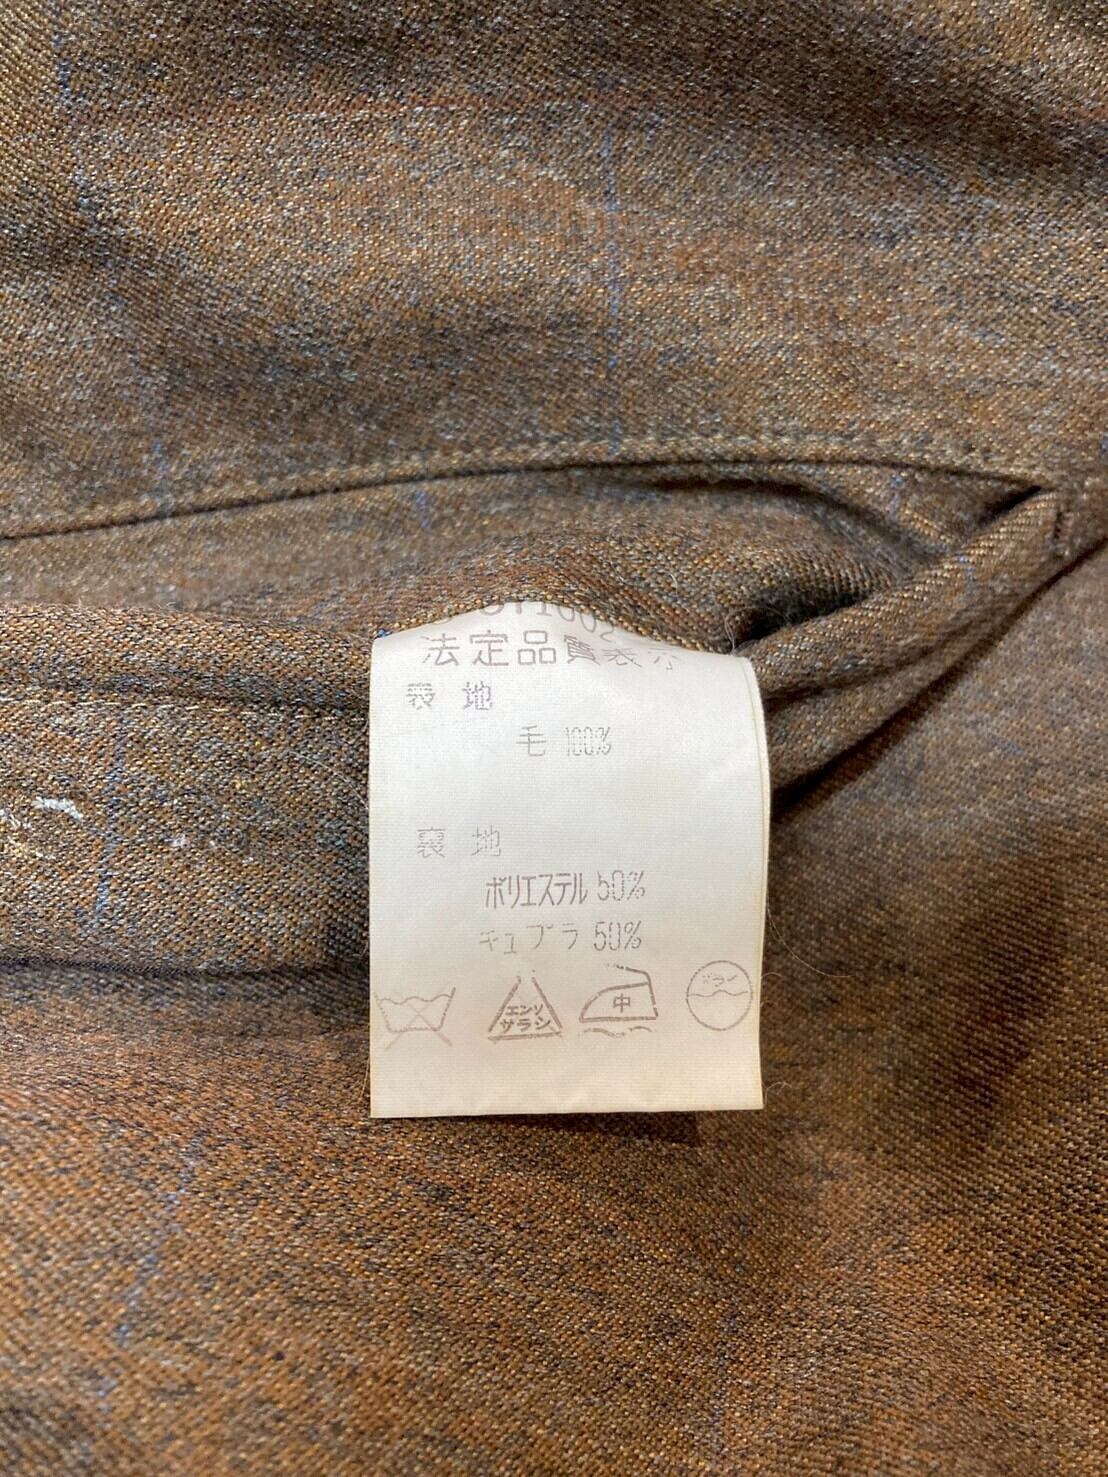 法定品質表示
表地
毛 100%
裏地
ポリエステル 50%
キュプラ 50%
エンソ
サラシ
中
ドライ